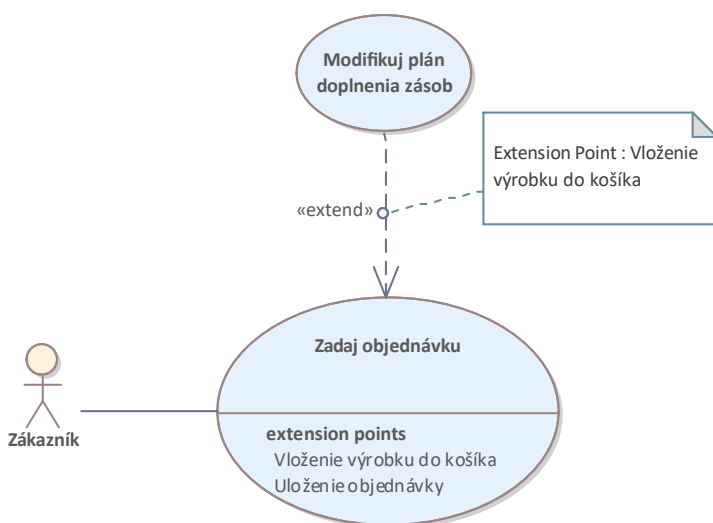 Modifikuj plán
doplnenia zásob
Extension Point : Vloženie
výrobku do košíka
«extend»
Zadaj objednávku
extension points
Vloženie výrobku do košíka
Uloženie objednávky
Zákazník